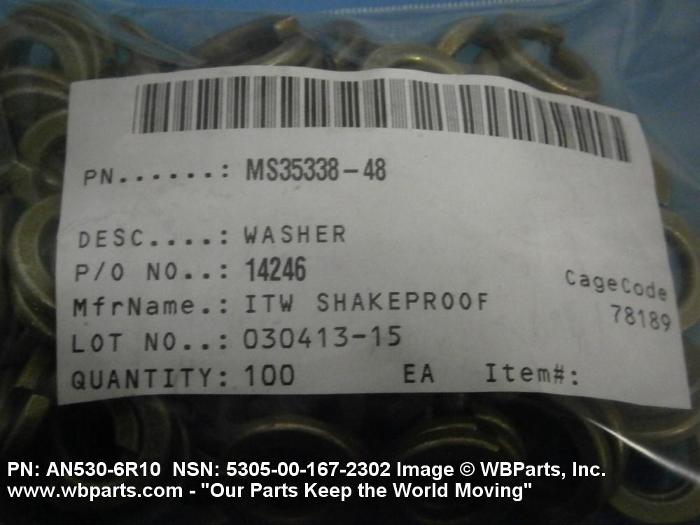 PN......: MS35338-48
DESC....: WASHER
P/O NO..: 14246
CageCode
MfrName.: ITW SHAKEPROOF
78189
LOT NO..: 030413-15
QUANTITY: 100 EA Item#:
PN: AN530-6R10 NSN: 5305-00-167-2302 Image © WBParts, Inc.
www.wbparts.com - "Our Parts Keep the World Moving"